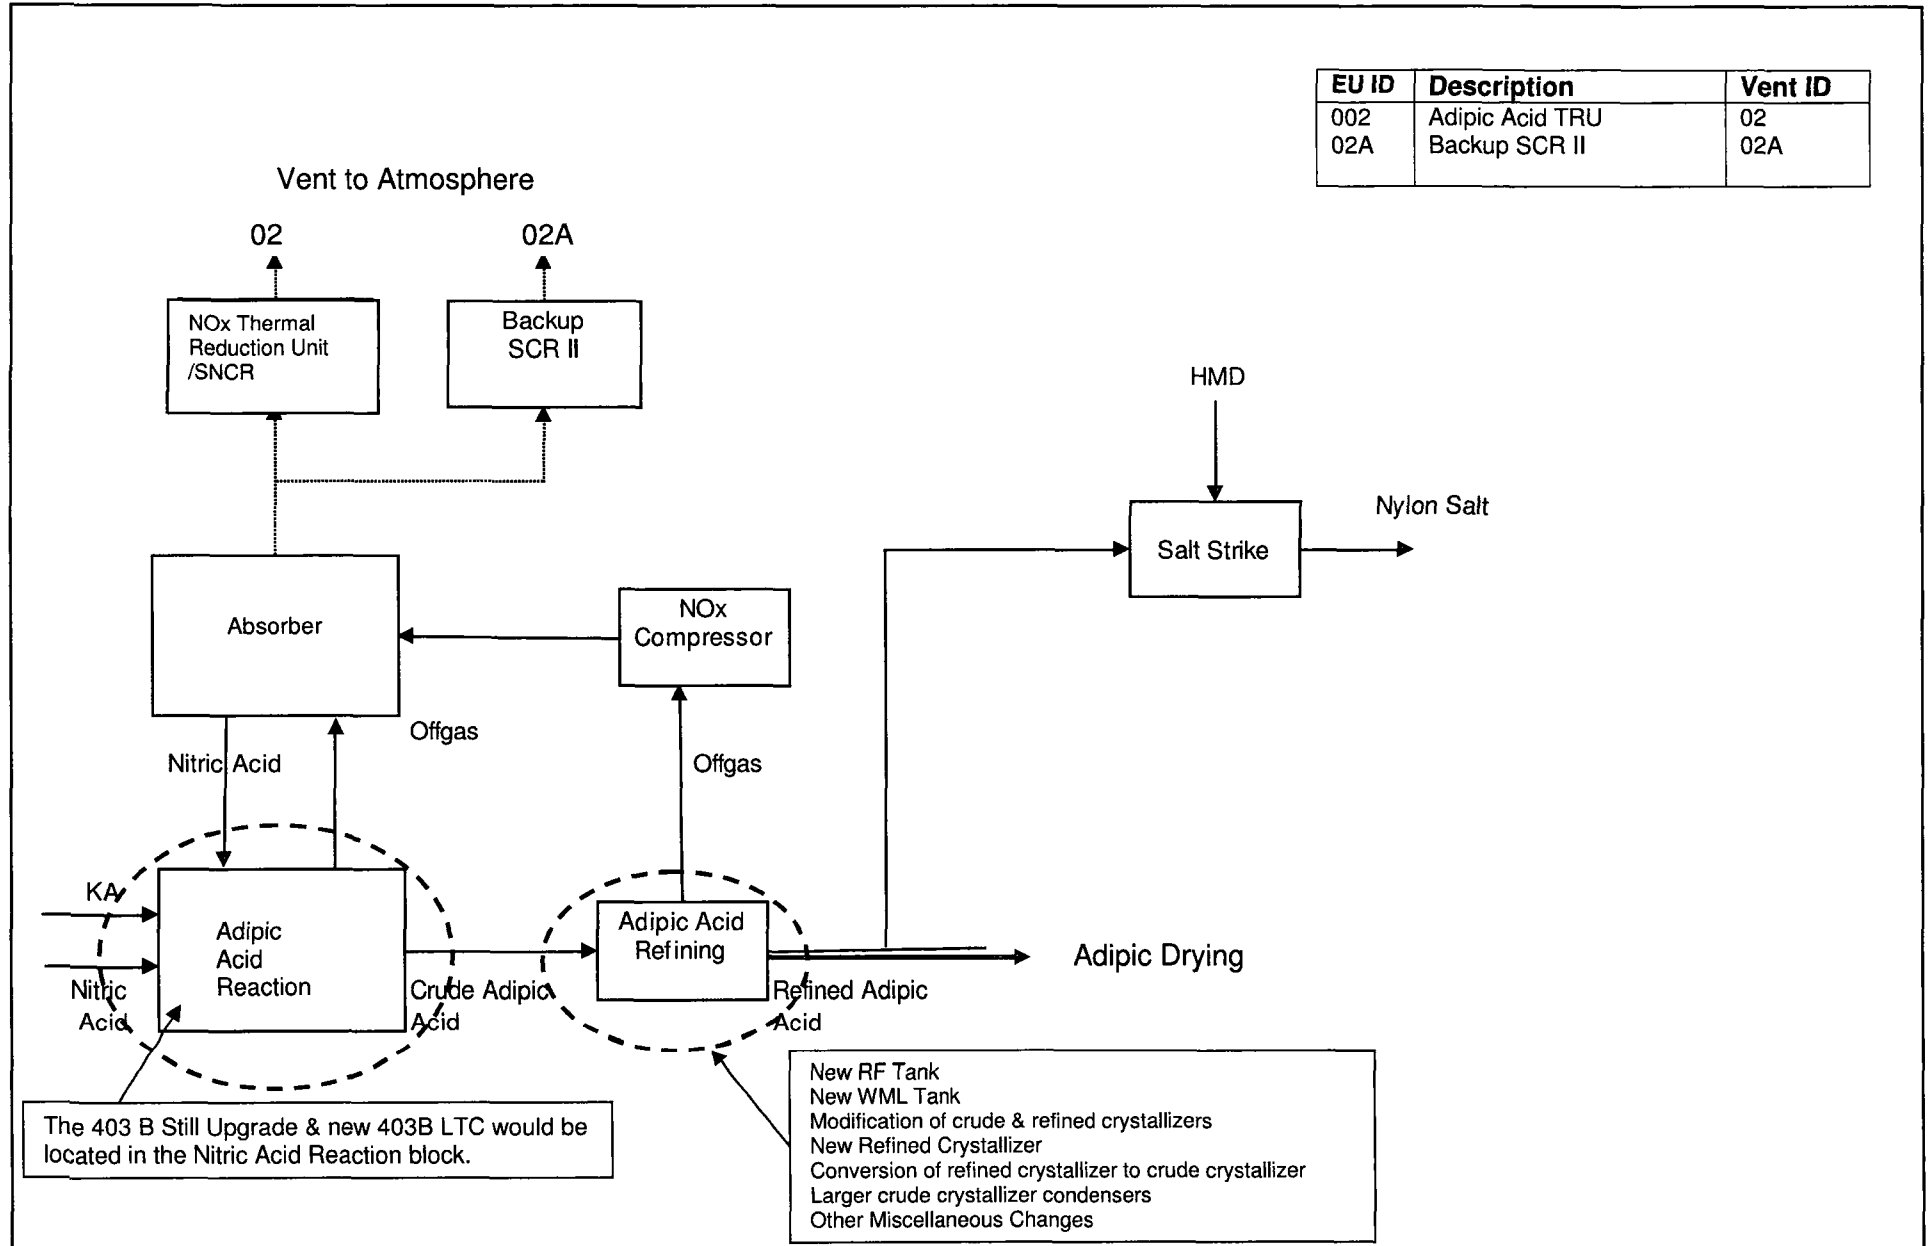 EU ID Description Vent ID
002 Adipic Acid TRU 02
02A Backup SCR II 02A
Vent to Atmosphere
02 02A
NOx Thermal
Reduction Unit
/SNCR
Backup
SCR II
HMD
Salt Strike
Nylon Salt
Absorber
NOx
Compressor
Nitric Acid
Offgas
Offgas
KA
Nitric
Acid
Adipic
Acid
Reaction
Crude Adipic
Acid
Adipic Acid
Refining
Refined Adipic
Acid
Adipic Drying
The 403 B Still Upgrade & new 403B LTC would be
located in the Nitric Acid Reaction block.
New RF Tank
New WML Tank
Modification of crude & refined crystallizers
New Refined Crystallizer
Conversion of refined crystallizer to crude crystallizer
Larger crude crystallizer condensers
Other Miscellaneous Changes